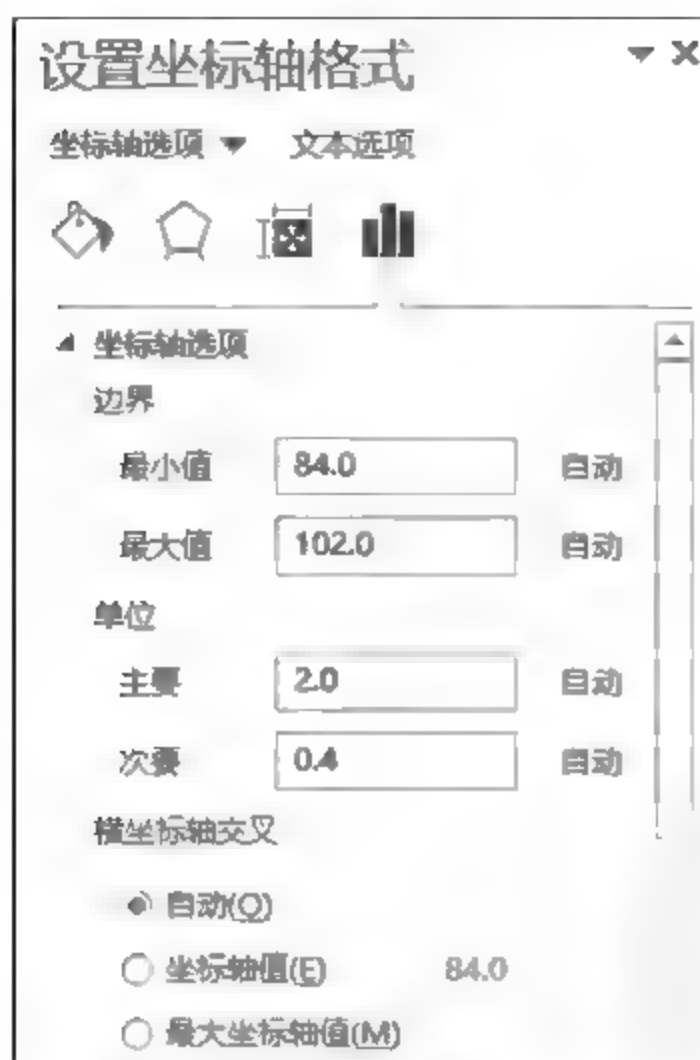 设置坐标轴格式
坐标轴选项 文本选项
坐标轴选项
边界
最小值 84.0 自动
最大值 102.0 自动
单位
主要 2.0 自动
次要 0.4 自动
横坐标轴交叉
自动(O)
坐标轴值(E) 84.0
最大坐标轴值(M)